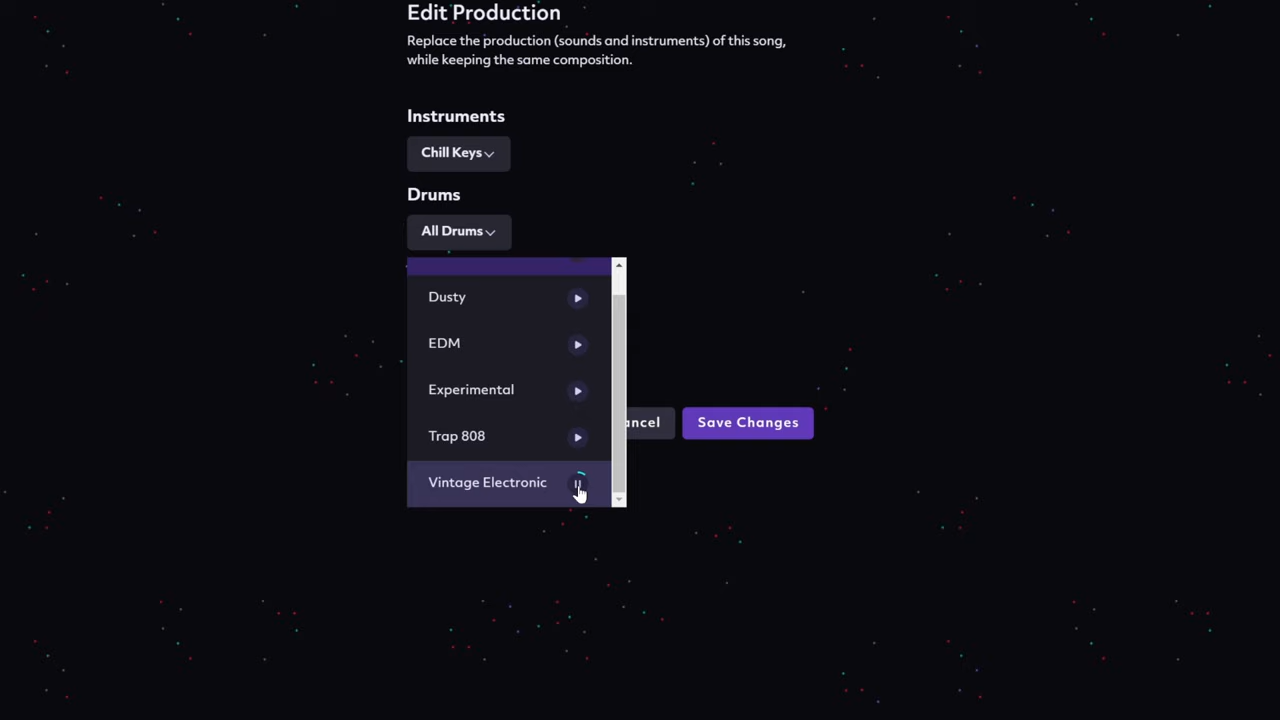 Edit Production
Replace the production (sounds and instruments) of this song,
while keeping the same composition.
Instruments
Chill Keys
Drums
All Drums
Dusty
EDM
Experimental
ancel Save Changes
Trap 808
Vintage Electronic